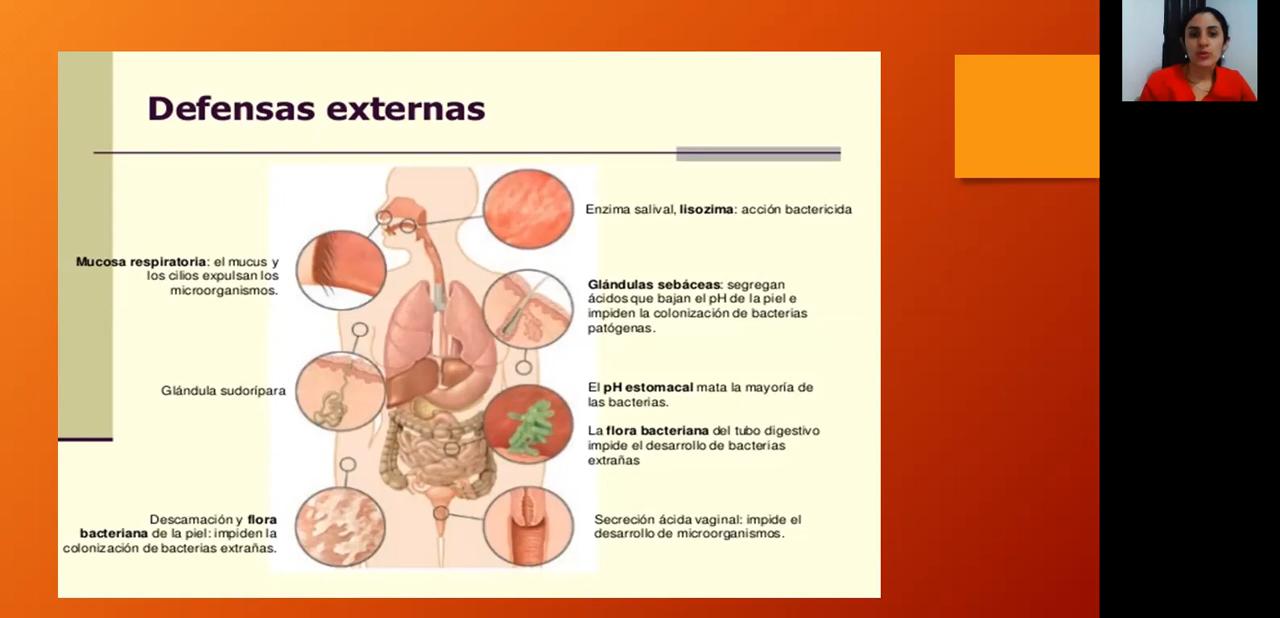 Defensas externas
Enzima salival, lisozima: acción bactericida
Mucosa respiratoria: el mucus y
los cilios expulsan los
microorganismos.
Glándulas sebáceas: segregan
ácidos que bajan el pH de la piel e
impiden la colonización de bacterias
patógenas.
Glándula sudorípara
El pH estomacal mata la mayoría de
las bacterias.
La flora bacteriana del tubo digestivo
impide el desarrollo de bacterias
extrañas
Descamación y flora
bacteriana de la piel: impiden la
colonización de bacterias extrañas.
Secreción ácida vaginal: impide el
desarrollo de microorganismos.